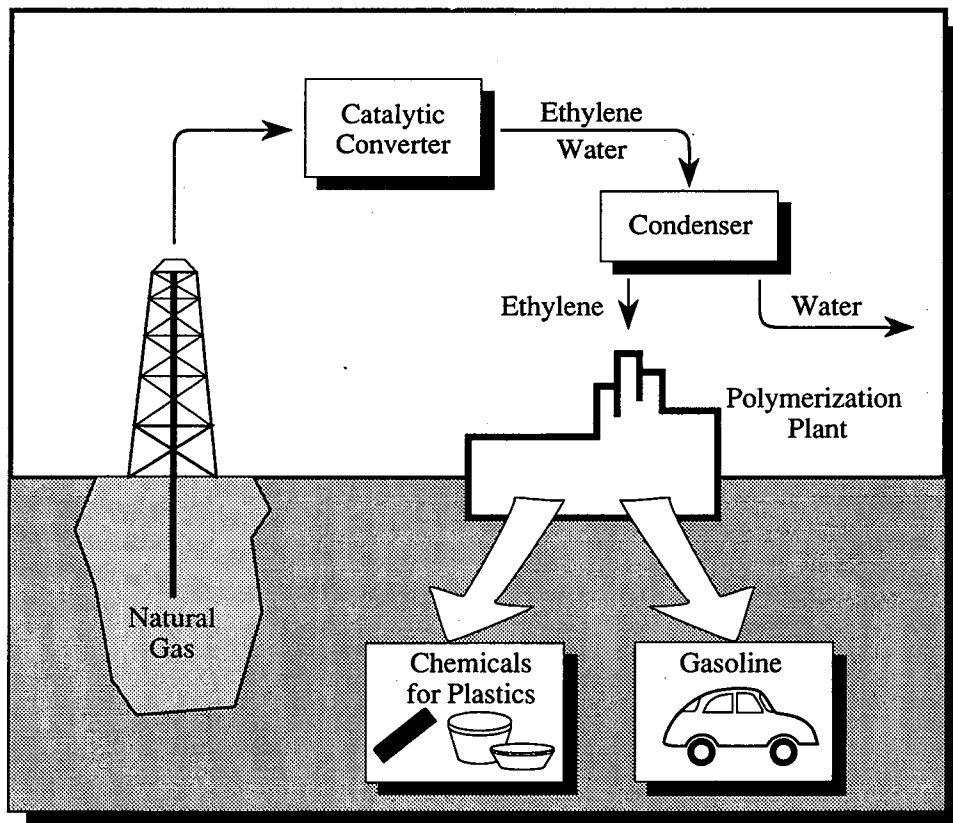 Catalytic
Converter
Ethylene
Water
Condenser
Ethylene
Water
Polymerization
Plant
Natural
Gas
Chemicals
for Plastics
Gasoline